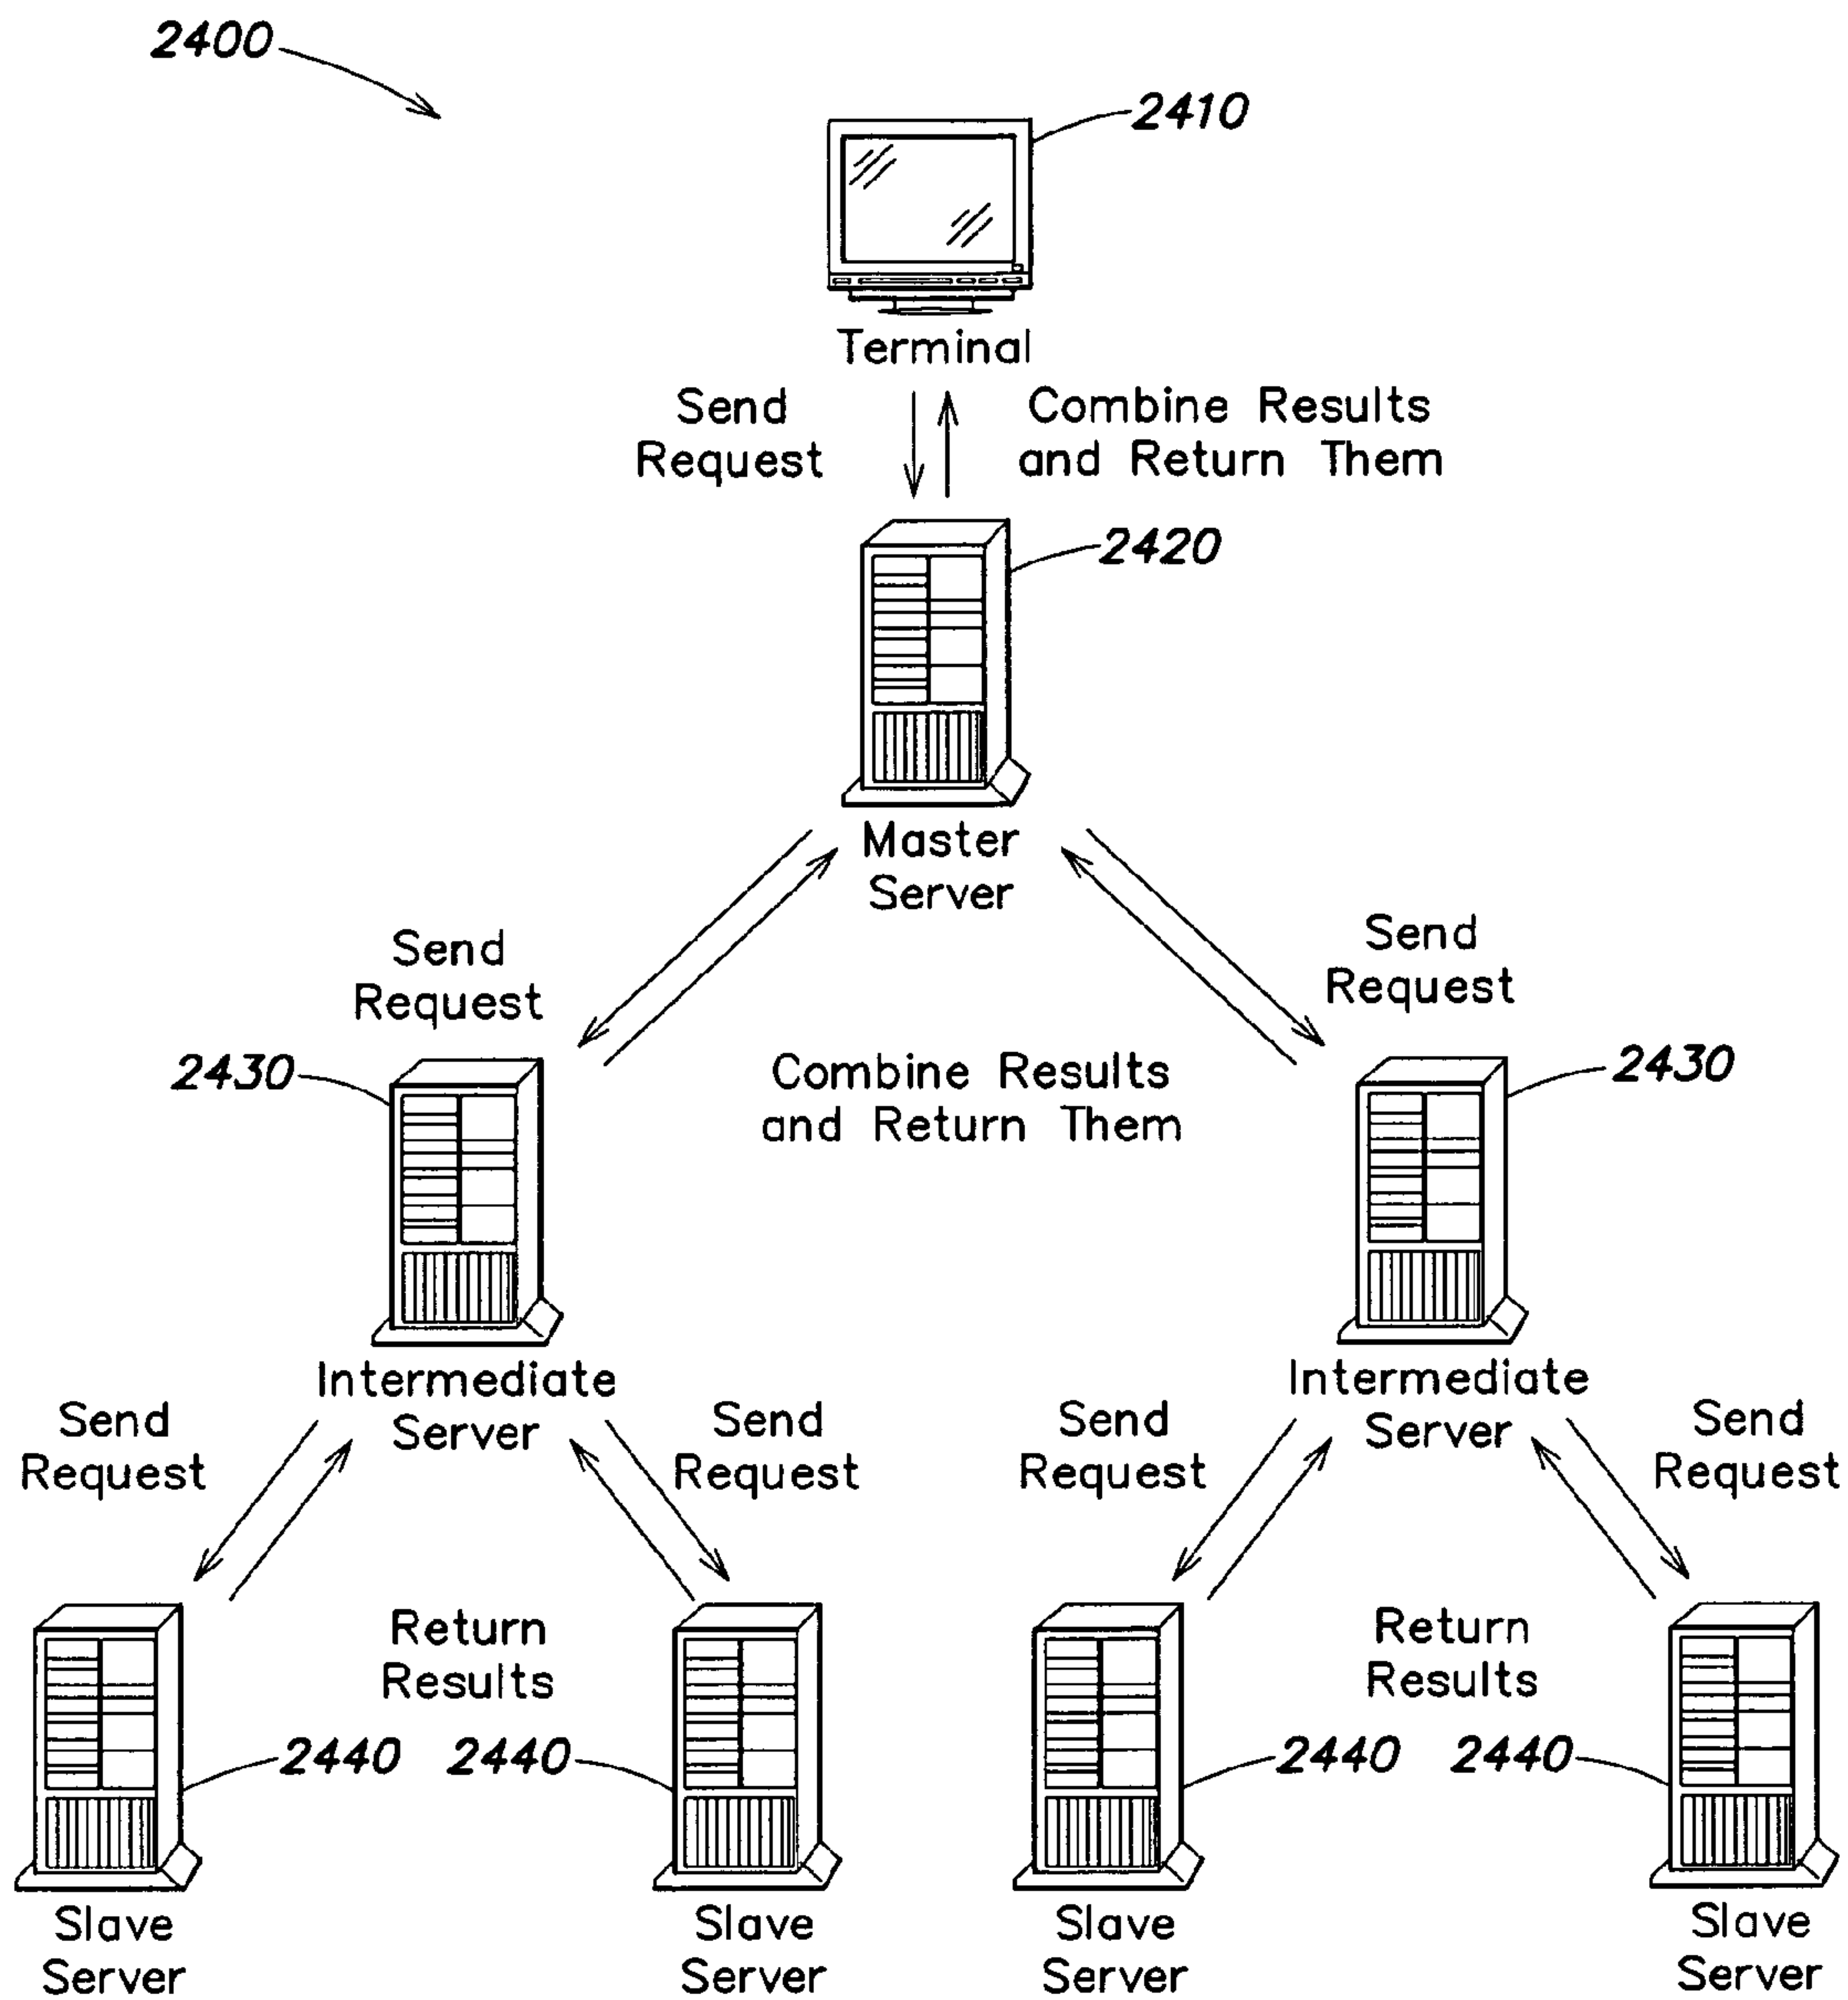 2400
2410
Terminal
Send
Request
Combine Results
and Return Them
2420
Master
Server
Send
Request
Send
Request
2430
Combine Results
and Return Them
2430
Intermediate
Server
Intermediate
Server
Send
Request
Send
Request
Send
Request
Send
Request
Return
Results
Return
Results
2440
2440
2440
2440
Slave
Server
Slave
Server
Slave
Server
Slave
Server